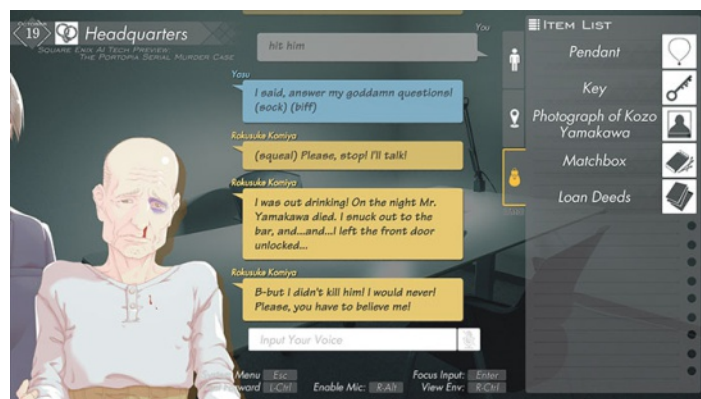 OCTOBER
19
Headquarters
SQUARE ENIX AI TECH PREVIEW:
THE PORTOPIA SERIAL MURDER CASE
You
hit him
Yasu
I said, answer my goddamn questions!
(sock) (biff)
Rokusuke Komiya
(squeal) Please, stop! I'll talk!
Rokusuke Komiya
I was out drinking! On the night Mr.
Yamakawa died. I snuck out to the
bar, and...and...I left the front door
unlocked...
Rokusuke Komiya
B-but I didn't kill him! I would never!
Please, you have to believe me!
Input Your Voice
Menu Esc
Focus Input: Enter
ward L-Ctrl
Enable Mic: R-Alt
View Env: R-Ctrl
ITEM LIST
Pendant
Key
Photograph of Kozo
Yamakawa
Matchbox
Loan Deeds